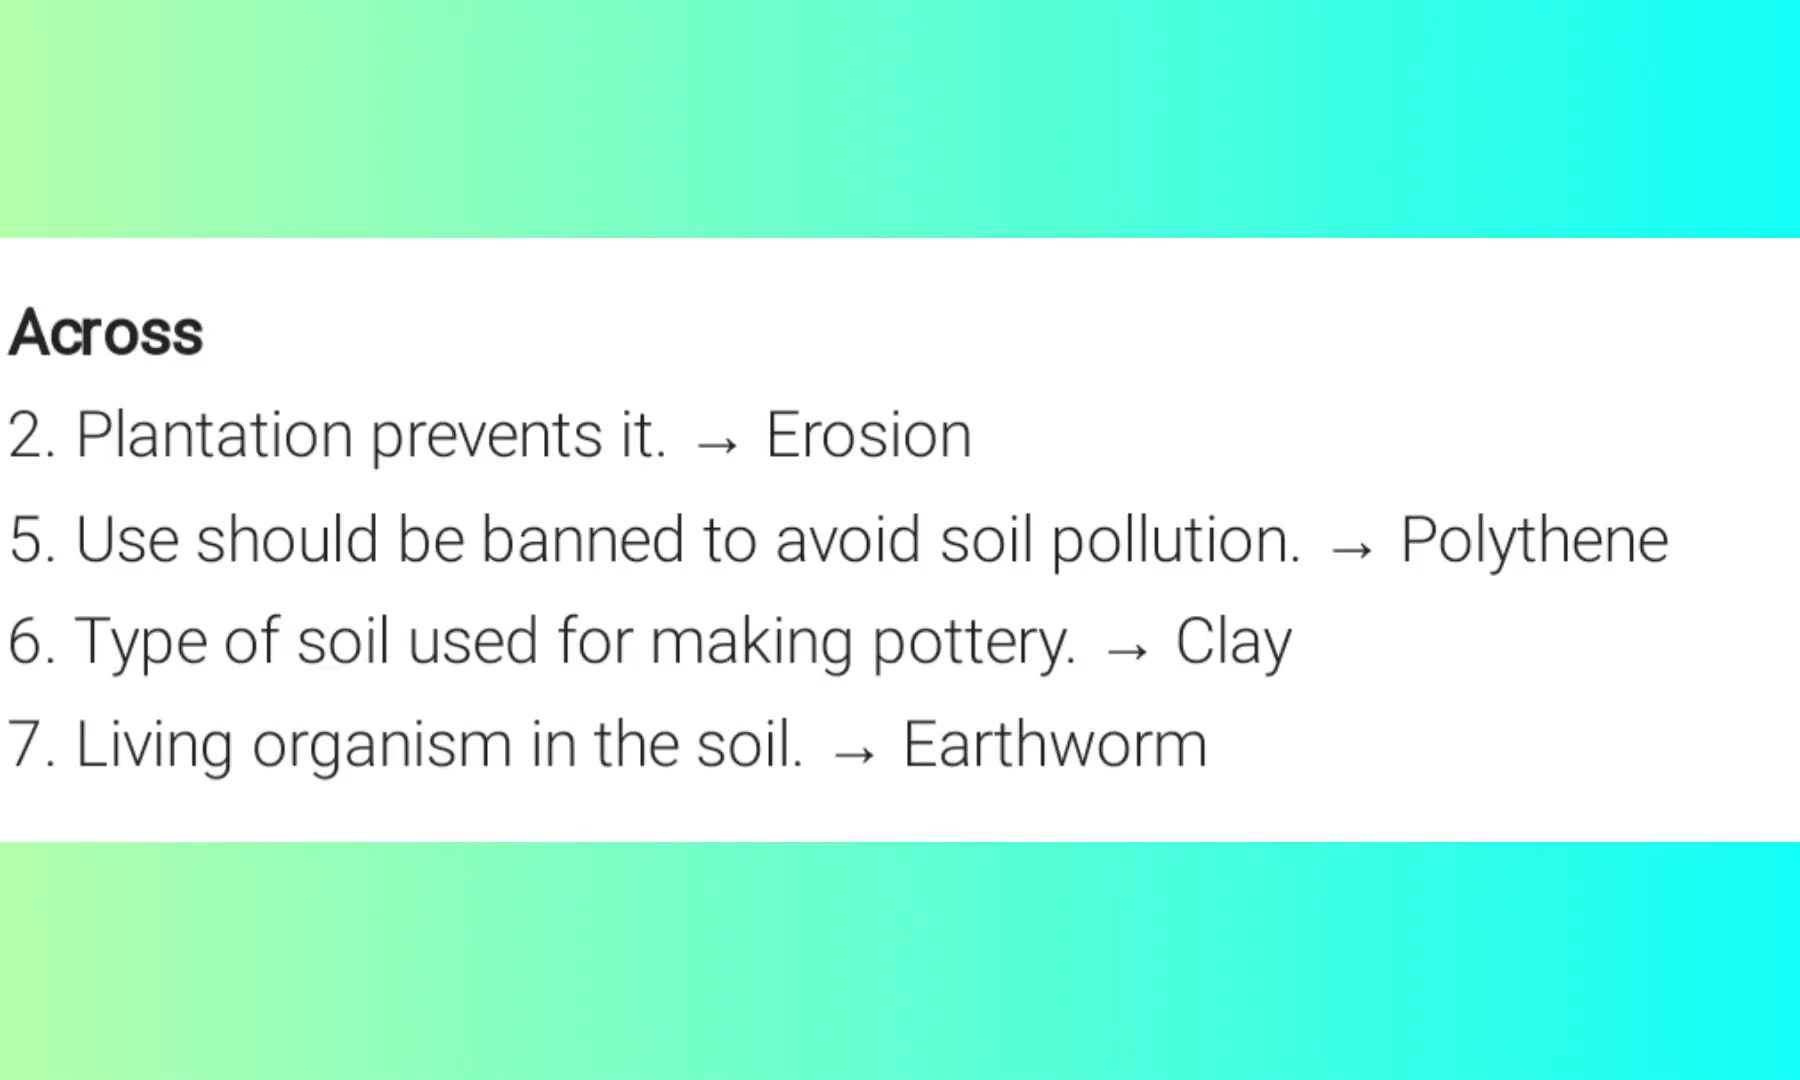 Across
2. Plantation prevents it. → Erosion
5. Use should be banned to avoid soil pollution. → Polythene
6. Type of soil used for making pottery. → Clay
7. Living organism in the soil. → Earthworm